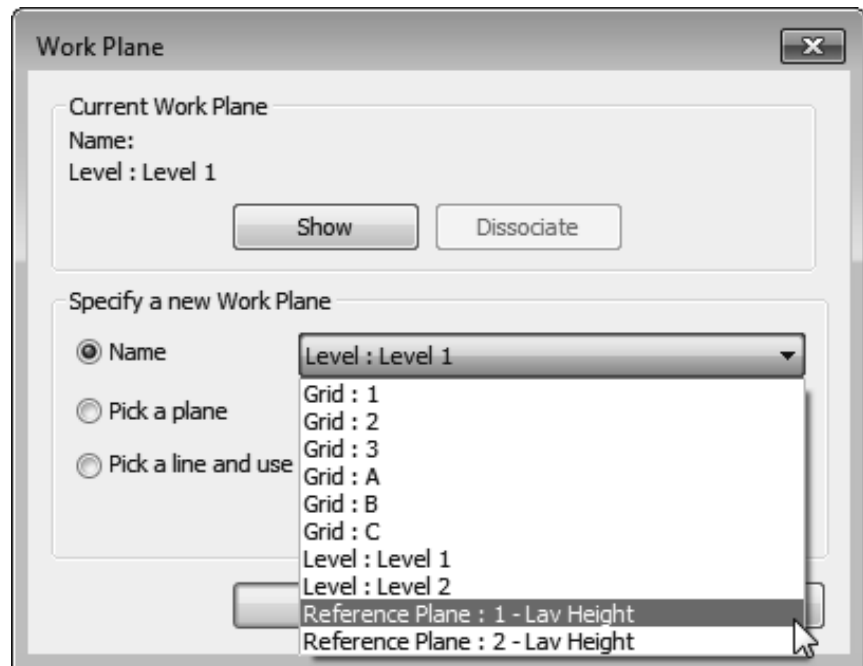 Work Plane
Current Work Plane
Name:
Level : Level 1
Show
Dissociate
Specify a new Work Plane
Name
Level : Level 1
Pick a plane
Pick a line and use
Grid : 1
Grid : 2
Grid : 3
Grid : A
Grid : B
Grid : C
Level : Level 1
Level : Level 2
Reference Plane : 1 - Lav Height
Reference Plane : 2 - Lav Height